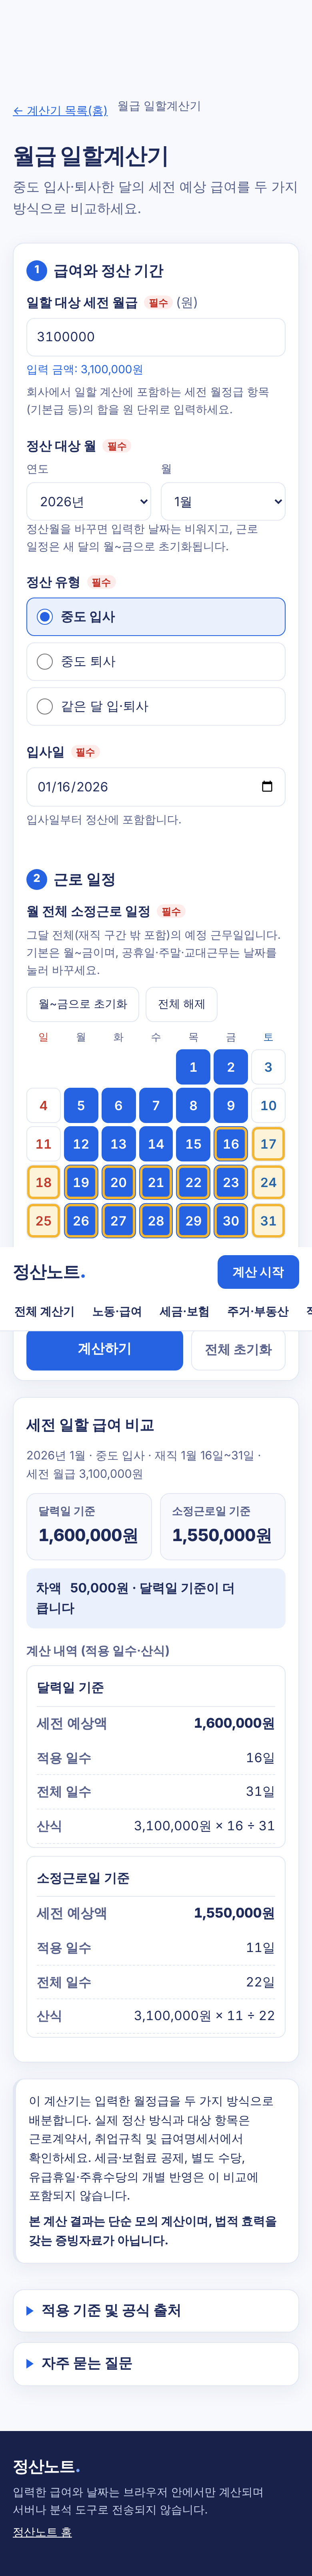 ← 계산기 목록(홈) 월급 일할계산기
월급 일할계산기
중도 입사·퇴사한 달의 세전 예상 급여를 두 가지
방식으로 비교하세요.
1 급여와 정산 기간
일할 대상 세전 월급 필수 (원)
3100000
입력 금액: 3,100,000원
회사에서 일할 계산에 포함하는 세전 월정급 항목
(기본급 등)의 합을 원 단위로 입력하세요.
정산 대상 월 필수
연도 월
2026년 1월
정산월을 바꾸면 입력한 날짜는 비워지고, 근로
일정은 새 달의 월~금으로 초기화됩니다.
정산 유형 필수
중도 입사
중도 퇴사
같은 달 입·퇴사
입사일 필수
01/16/2026
입사일부터 정산에 포함합니다.
2 근로 일정
월 전체 소정근로 일정 필수
그달 전체(재직 구간 밖 포함)의 예정 근무일입니다.
기본은 월~금이며, 공휴일·주말·교대근무는 날짜를
눌러 바꾸세요.
월~금으로 초기화 전체 해제
일 월 화 수 목 금 토
1 2 3
4 5 6 7 8 9 10
11 12 13 14 15 16 17
18 19 20 21 22 23 24
25 26 27 28 29 30 31
정산노트. 계산 시작
전체 계산기 노동·급여 세금·보험 주거·부동산
계산하기 전체 초기화
세전 일할 급여 비교
2026년 1월 · 중도 입사 · 재직 1월 16일~31일 ·
세전 월급 3,100,000원
달력일 기준 소정근로일 기준
1,600,000원 1,550,000원
차액 50,000원 · 달력일 기준이 더
큽니다
계산 내역 (적용 일수·산식)
달력일 기준
세전 예상액 1,600,000원
적용 일수 16일
전체 일수 31일
산식 3,100,000원 × 16 ÷ 31
소정근로일 기준
세전 예상액 1,550,000원
적용 일수 11일
전체 일수 22일
산식 3,100,000원 × 11 ÷ 22
이 계산기는 입력한 월정급을 두 가지 방식으로
배분합니다. 실제 정산 방식과 대상 항목은
근로계약서, 취업규칙 및 급여명세서에서
확인하세요. 세금·보험료 공제, 별도 수당,
유급휴일·주휴수당의 개별 반영은 이 비교에
포함되지 않습니다.
본 계산 결과는 단순 모의 계산이며, 법적 효력을
갖는 증빙자료가 아닙니다.
적용 기준 및 공식 출처
자주 묻는 질문
정산노트.
입력한 급여와 날짜는 브라우저 안에서만 계산되며
서버나 분석 도구로 전송되지 않습니다.
정산노트 홈